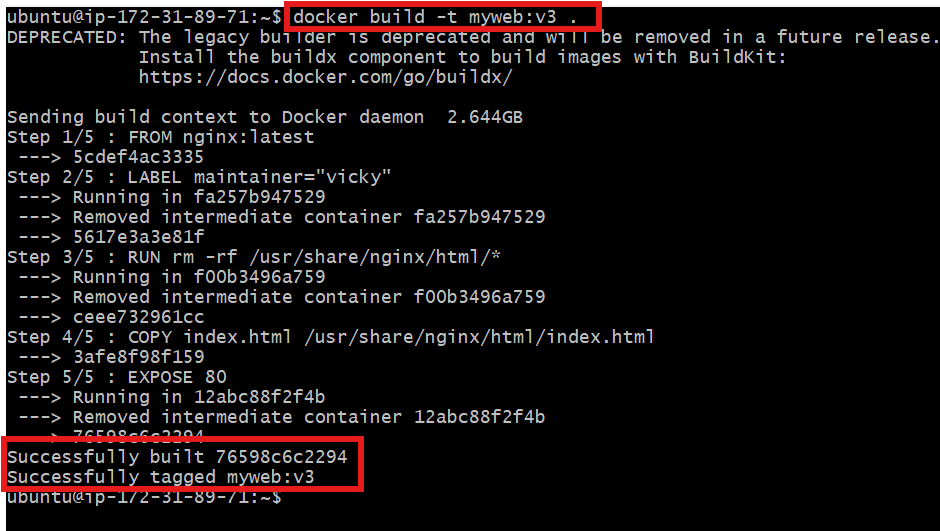 ubuntu@ip-172-31-89-71:~$ docker build -t myweb:v3 .
DEPRECATED: The legacy builder is deprecated and will be removed in a future release.
            Install the buildx component to build images with BuildKit:
            https://docs.docker.com/go/buildx/

Sending build context to Docker daemon  2.644GB
Step 1/5 : FROM nginx:latest
 ---> 5cdef4ac3335
Step 2/5 : LABEL maintainer="vicky"
 ---> Running in fa257b947529
 ---> Removed intermediate container fa257b947529
 ---> 5617e3a3e81f
Step 3/5 : RUN rm -rf /usr/share/nginx/html/*
 ---> Running in f00b3496a759
 ---> Removed intermediate container f00b3496a759
 ---> ceee732961cc
Step 4/5 : COPY index.html /usr/share/nginx/html/index.html
 ---> 3afe8f98f159
Step 5/5 : EXPOSE 80
 ---> Running in 12abc88f2f4b
 ---> Removed intermediate container 12abc88f2f4b
 ---> 76598c6c2294
Successfully built 76598c6c2294
Successfully tagged myweb:v3
ubuntu@ip-172-31-89-71:~$